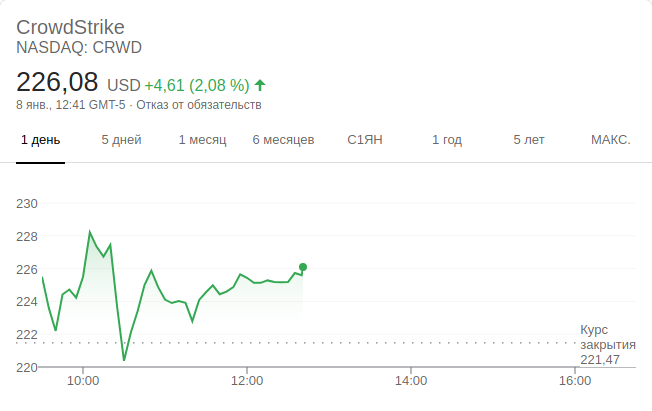 CrowdStrike
NASDAQ: CRWD
226,08 USD +4,61 (2,08 %)
8 янв., 12:41 GMT-5 · Отказ от обязательств
1 день 5 дней 1 месяц 6 месяцев С1ЯН 1 год 5 лет МАКС.
230
228
226
224
222
220
Курс
закрытия
221,47
10:00 12:00 14:00 16:00